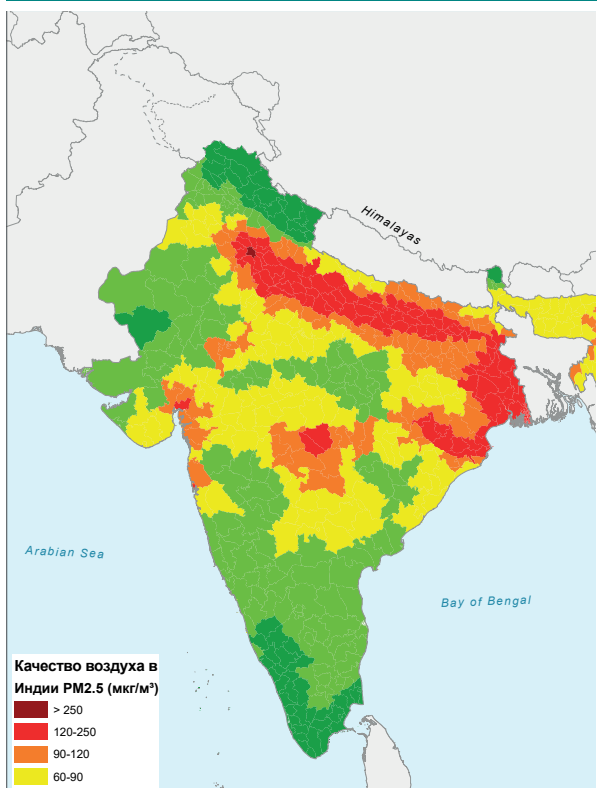 Himalayas
Arabian Sea
Bay of Bengal
Качество воздуха в
Индии PM2.5 (мкг/м³)
> 250
120-250
90-120
60-90